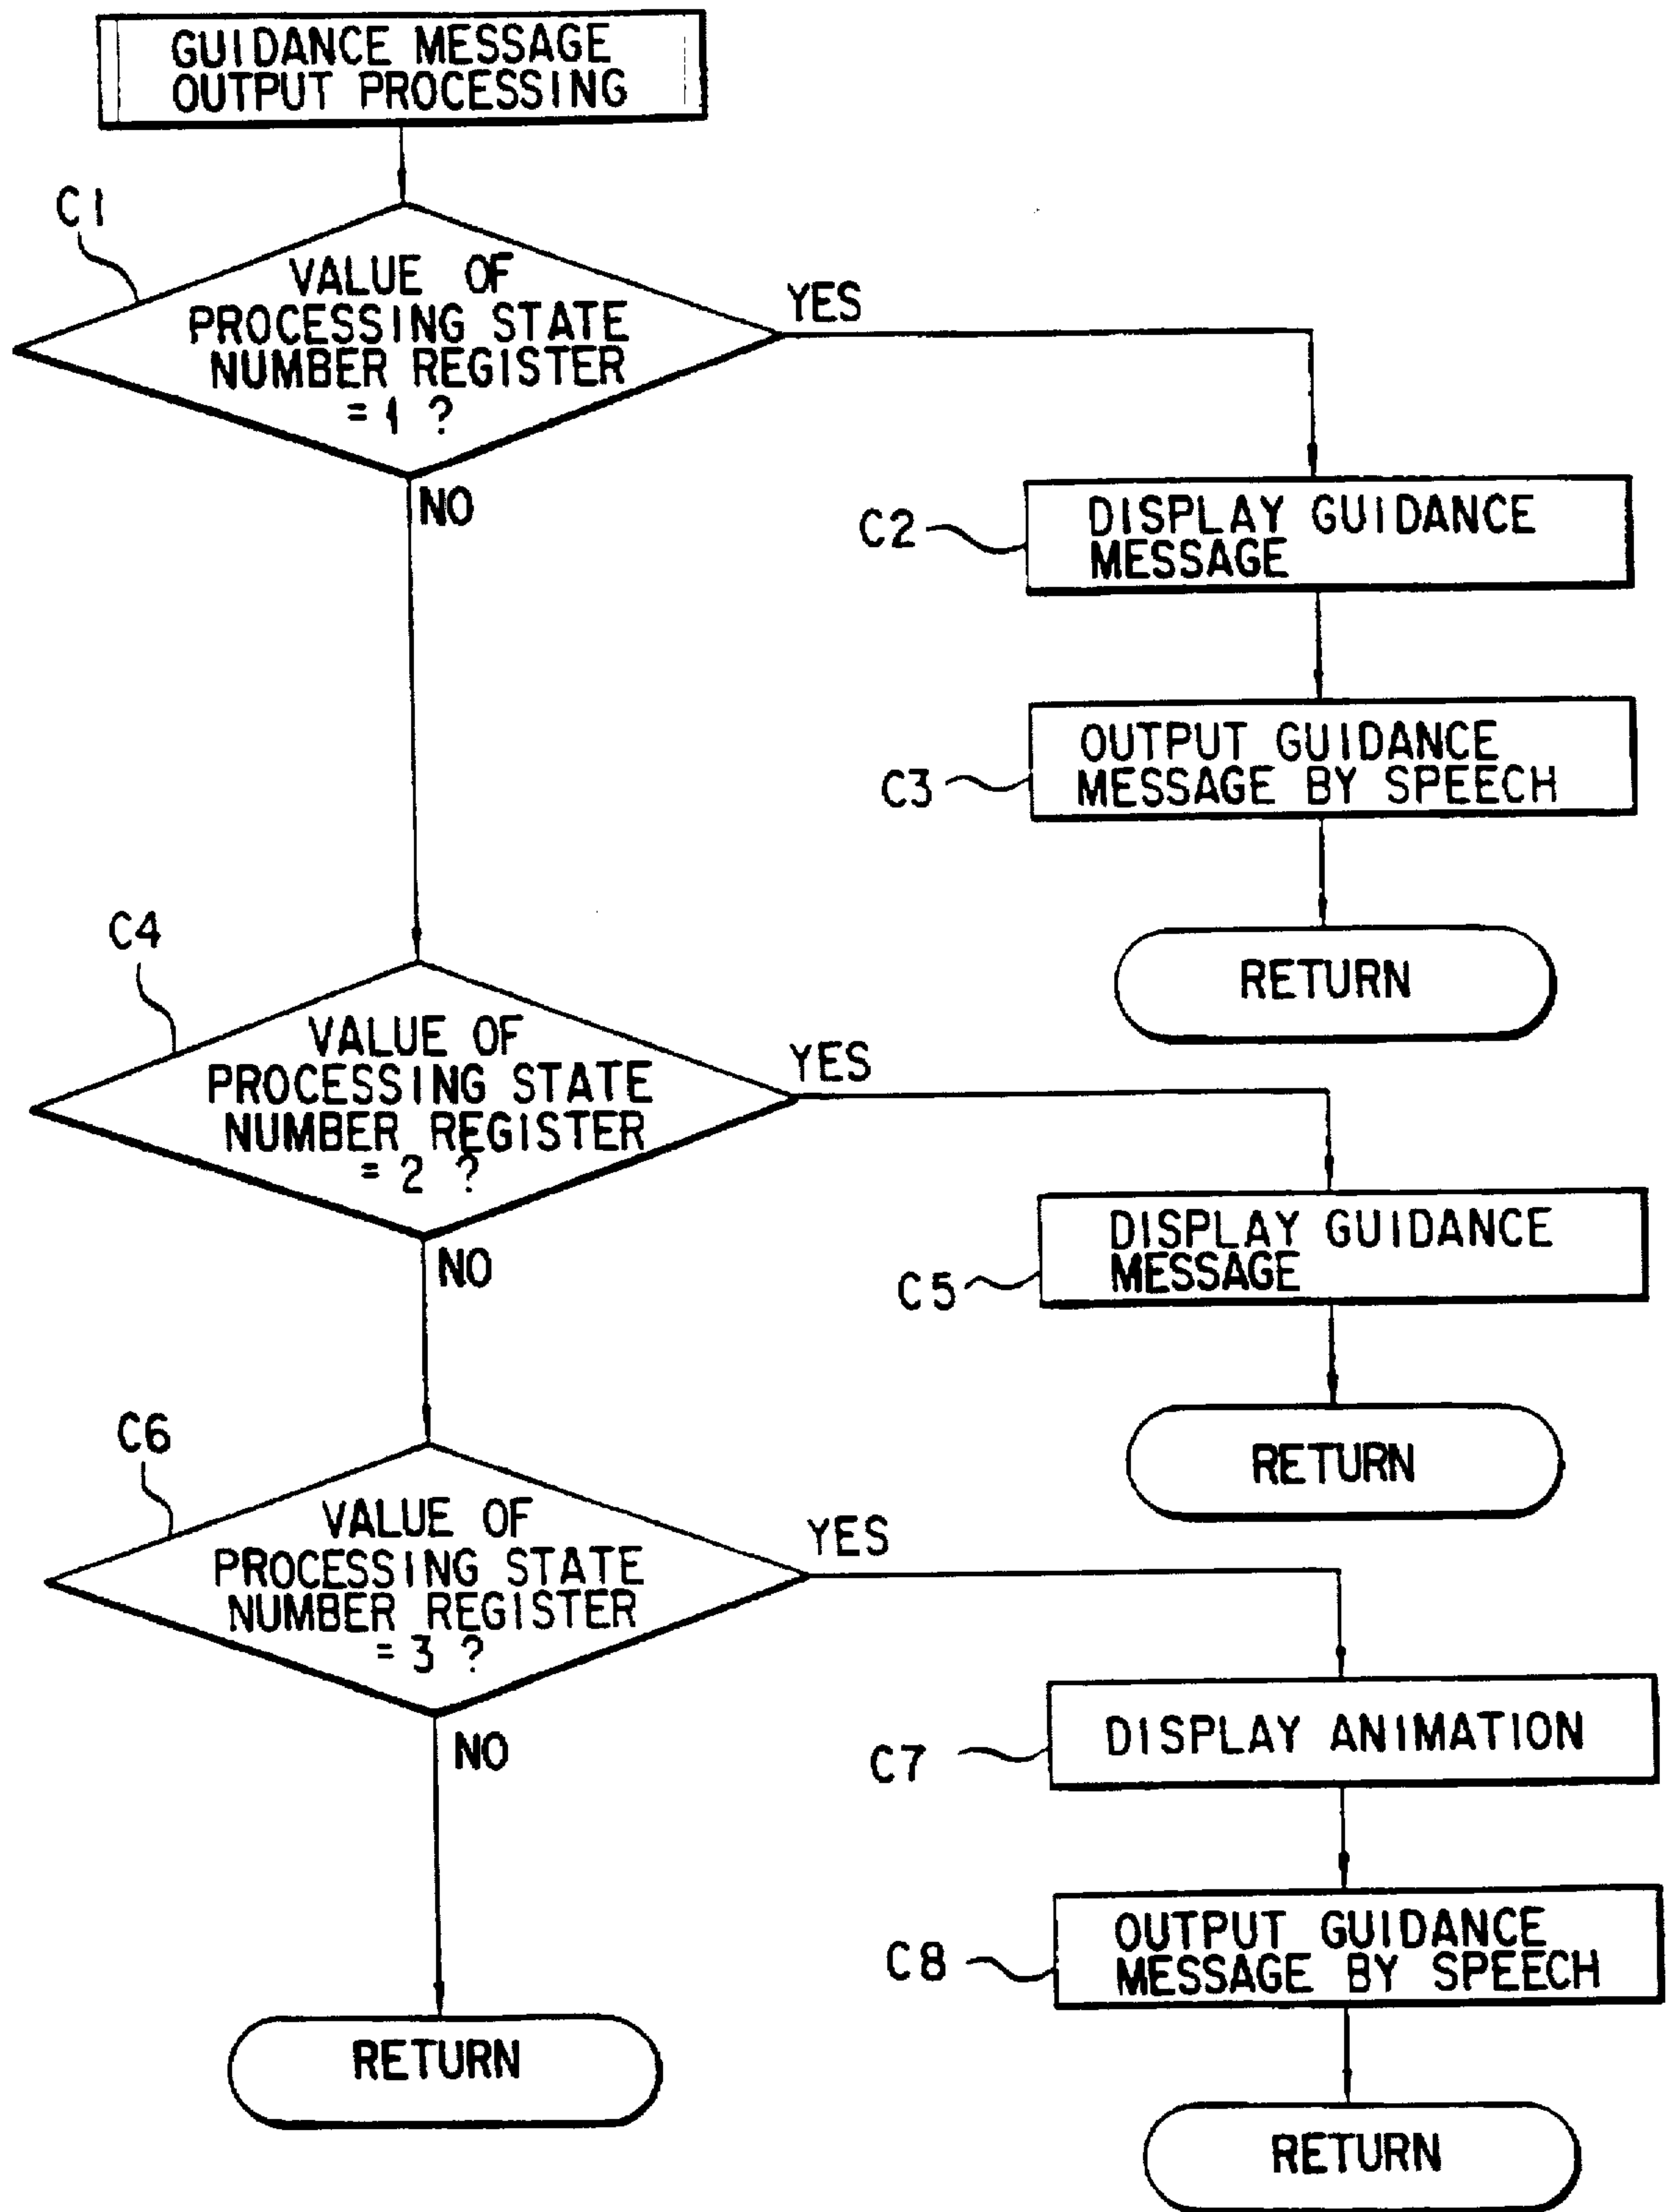 GUIDANCE MESSAGE
OUTPUT PROCESSING
C1
VALUE OF
PROCESSING STATE
NUMBER REGISTER
= 1 ?
YES
NO
C2
DISPLAY GUIDANCE
MESSAGE
C3
OUTPUT GUIDANCE
MESSAGE BY SPEECH
RETURN
C4
VALUE OF
PROCESSING STATE
NUMBER REGISTER
= 2 ?
YES
NO
C5
DISPLAY GUIDANCE
MESSAGE
RETURN
C6
VALUE OF
PROCESSING STATE
NUMBER REGISTER
= 3 ?
YES
NO
C7
DISPLAY ANIMATION
C8
OUTPUT GUIDANCE
MESSAGE BY SPEECH
RETURN
RETURN